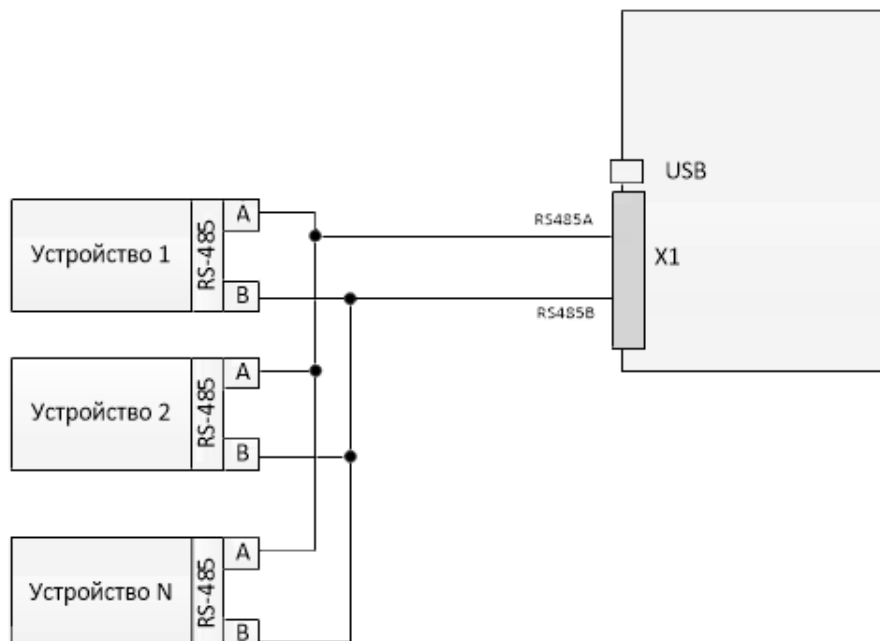 USB
A
RS485A
Устройство 1
RS-485
X1
B
RS485B
A
Устройство 2
RS-485
B
A
Устройство N
RS-485
B